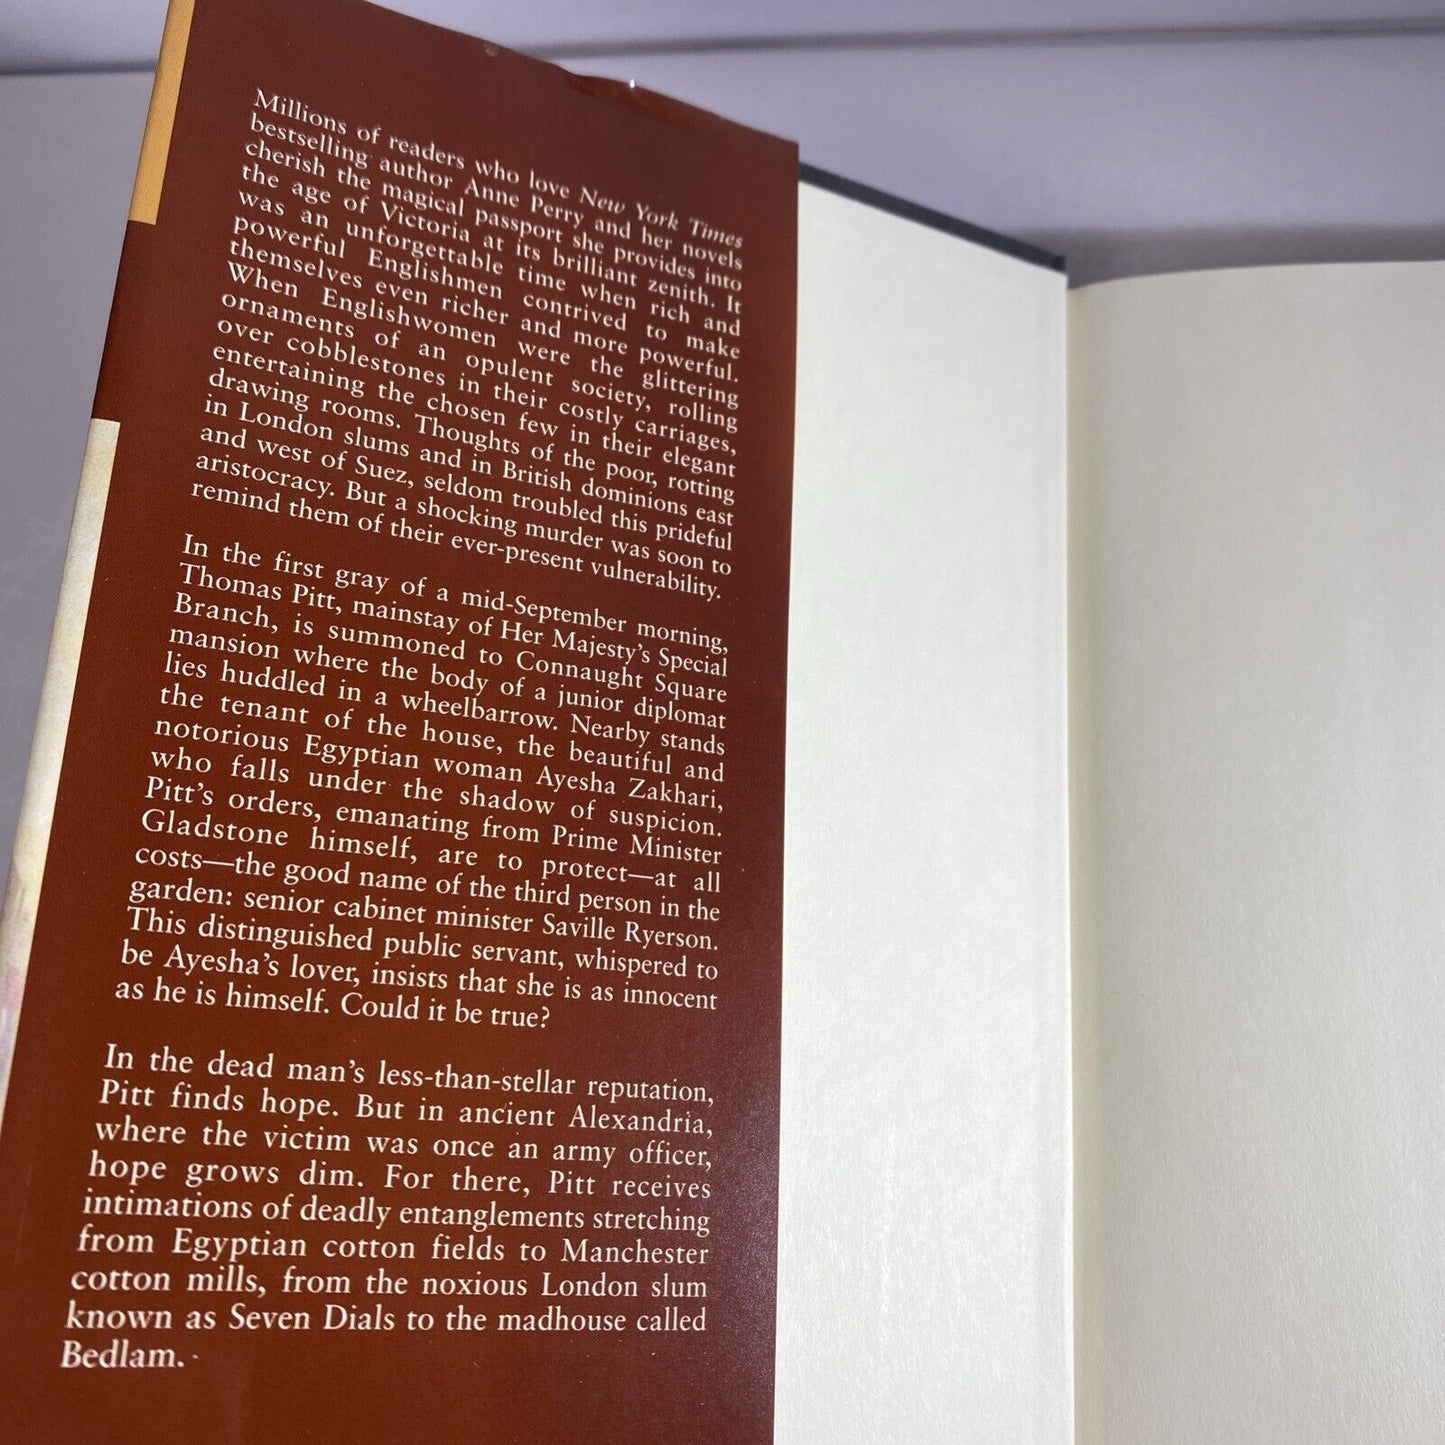 Millions of readers who love New York Times
bestselling author Anne Perry and her novels
cherish the magical passport she provides into
the age of Victoria at its brilliant zenith. It
was an unforgettable time when rich and
powerful Englishmen contrived to make
themselves even richer and more powerful.
When Englishwomen were the glittering
ornaments of an opulent society, rolling
over cobblestones in their costly carriages,
entertaining the chosen few in their elegant
drawing rooms. Thoughts of the poor, rotting
in London slums and in British dominions east
and west of Suez, seldom troubled this prideful
aristocracy. But a shocking murder was soon to
remind them of their ever-present vulnerability.
In the first gray of a mid-September morning,
Thomas Pitt, mainstay of Her Majesty's Special
Branch, is summoned to Connaught Square
mansion where the body of a junior diplomat
lies huddled in a wheelbarrow. Nearby stands
the tenant of the house, the beautiful and
notorious Egyptian woman Ayesha Zakhari,
who falls under the shadow of suspicion.
Pitt's orders, emanating from Prime Minister
Gladstone himself, are to protect—at all
costs—the good name of the third person in the
garden: senior cabinet minister Saville Ryerson.
This distinguished public servant, whispered to
be Ayesha's lover, insists that she is as innocent
as he is himself. Could it be true?
In the dead man's less-than-stellar reputation,
Pitt finds hope. But in ancient Alexandria,
where the victim was once an army officer,
hope grows dim. For there, Pitt receives
intimations of deadly entanglements stretching
from Egyptian cotton fields to Manchester
cotton mills, from the noxious London slum
known as Seven Dials to the madhouse called
Bedlam.